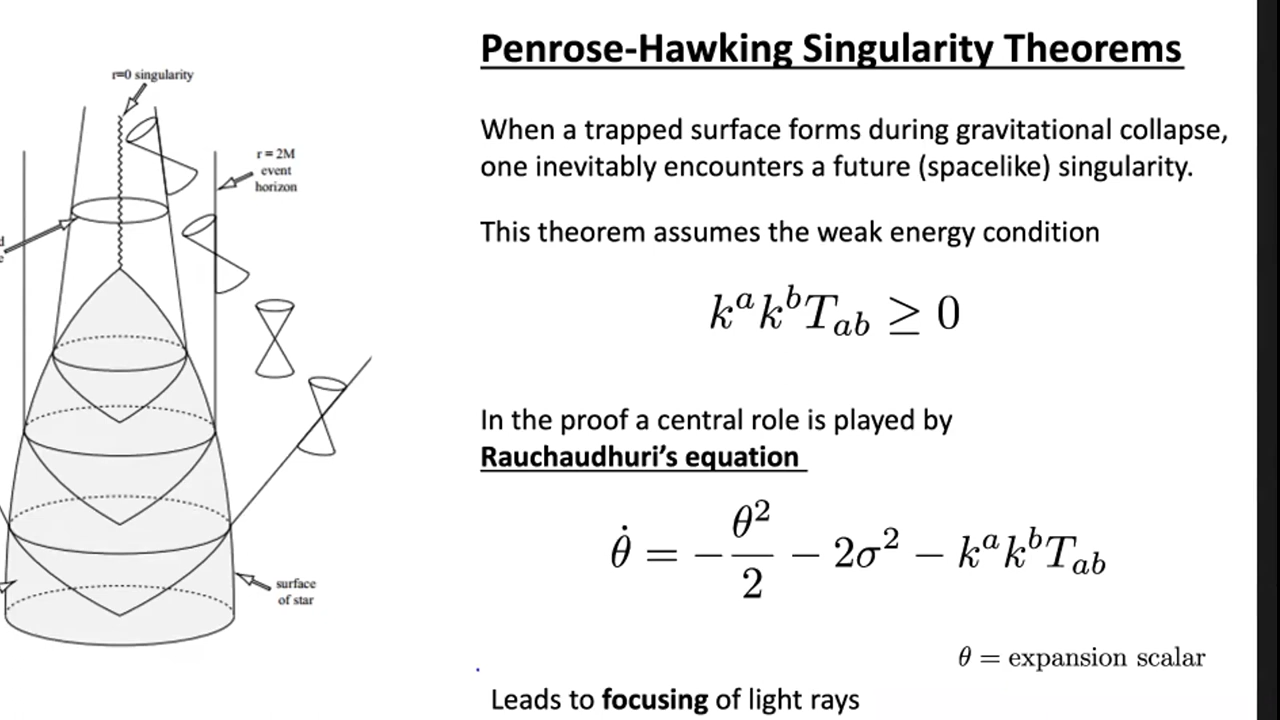 Penrose-Hawking Singularity Theorems
r=0 singularity
r = 2M
event
horizon
surface
of star
When a trapped surface forms during gravitational collapse,
one inevitably encounters a future (spacelike) singularity.
This theorem assumes the weak energy condition
k^a k^b T_{ab} ≥ 0
In the proof a central role is played by
Rauchaudhuri’s equation
θ̇ = − θ²/2 − 2σ² − k^a k^b T_{ab}
θ = expansion scalar
Leads to focusing of light rays